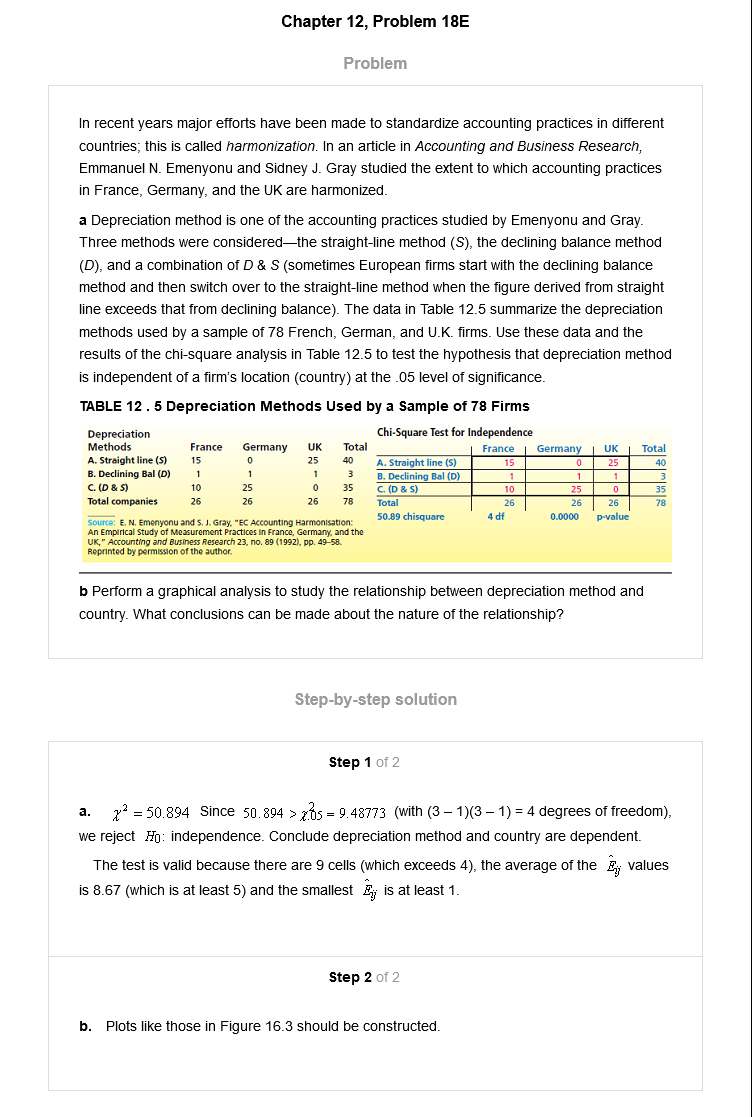 Chapter 12, Problem 18E
Problem
In recent years major efforts have been made to standardize accounting practices in different
countries; this is called harmonization. In an article in Accounting and Business Research,
Emmanuel N. Emenyonu and Sidney J. Gray studied the extent to which accounting practices
in France, Germany, and the UK are harmonized.
a Depreciation method is one of the accounting practices studied by Emenyonu and Gray.
Three methods were considered—the straight-line method (S), the declining balance method
(D), and a combination of D & S (sometimes European firms start with the declining balance
method and then switch over to the straight-line method when the figure derived from straight
line exceeds that from declining balance). The data in Table 12.5 summarize the depreciation
methods used by a sample of 78 French, German, and U.K. firms. Use these data and the
results of the chi-square analysis in Table 12.5 to test the hypothesis that depreciation method
is independent of a firm's location (country) at the .05 level of significance.
TABLE 12 . 5 Depreciation Methods Used by a Sample of 78 Firms
Depreciation
Methods France Germany UK Total
A. Straight line (S) 15 0 25 40
B. Declining Bal (D) 1 1 1 3
C. (D & S) 10 25 0 35
Total companies 26 26 26 78
Source: E. N. Emenyonu and S. J. Gray, "EC Accounting Harmonisation:
An Empirical Study of Measurement Practices in France, Germany, and the
UK," Accounting and Business Research 23, no. 89 (1992), pp. 49–58.
Reprinted by permission of the author.
Chi-Square Test for Independence
France Germany UK Total
A. Straight line (S) 15 0 25 40
B. Declining Bal (D) 1 1 1 3
C. (D & S) 10 25 0 35
Total 26 26 26 78
50.89 chisquare 4 df 0.0000 p-value
b Perform a graphical analysis to study the relationship between depreciation method and
country. What conclusions can be made about the nature of the relationship?
Step-by-step solution
Step 1 of 2
a. χ² = 50.894 Since 50.894 > χ².05 = 9.48773 (with (3 – 1)(3 – 1) = 4 degrees of freedom),
we reject H0: independence. Conclude depreciation method and country are dependent.
The test is valid because there are 9 cells (which exceeds 4), the average of the Êij values
is 8.67 (which is at least 5) and the smallest Êij is at least 1.
Step 2 of 2
b. Plots like those in Figure 16.3 should be constructed.